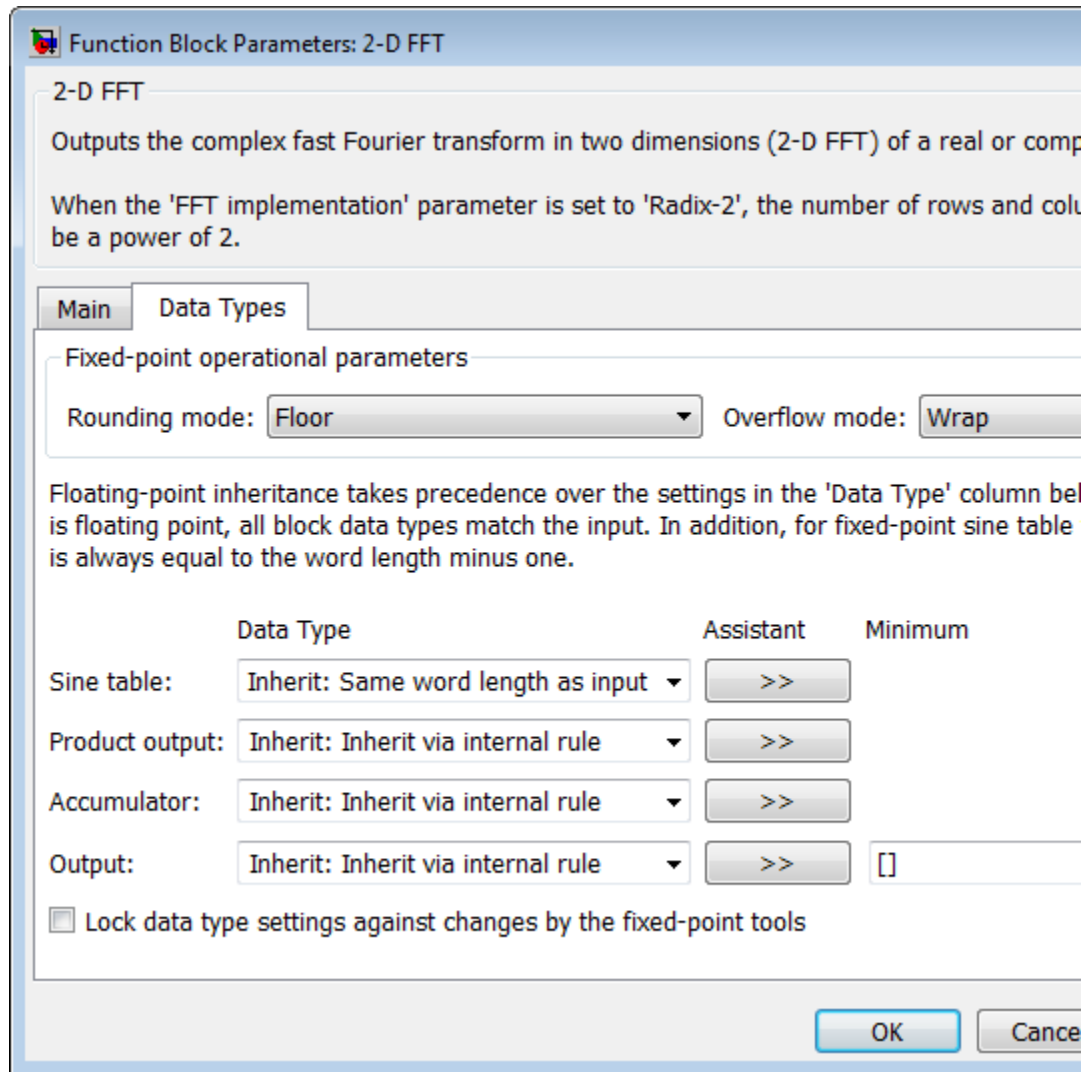 Function Block Parameters: 2-D FFT
2-D FFT
Outputs the complex fast Fourier transform in two dimensions (2-D FFT) of a real or comp
When the 'FFT implementation' parameter is set to 'Radix-2', the number of rows and colu
be a power of 2.
Main Data Types
Fixed-point operational parameters
Rounding mode: Floor Overflow mode: Wrap
Floating-point inheritance takes precedence over the settings in the 'Data Type' column bel
is floating point, all block data types match the input. In addition, for fixed-point sine table
is always equal to the word length minus one.
Data Type Assistant Minimum
Sine table: Inherit: Same word length as input >>
Product output: Inherit: Inherit via internal rule >>
Accumulator: Inherit: Inherit via internal rule >>
Output: Inherit: Inherit via internal rule >> []
Lock data type settings against changes by the fixed-point tools
OK Cance